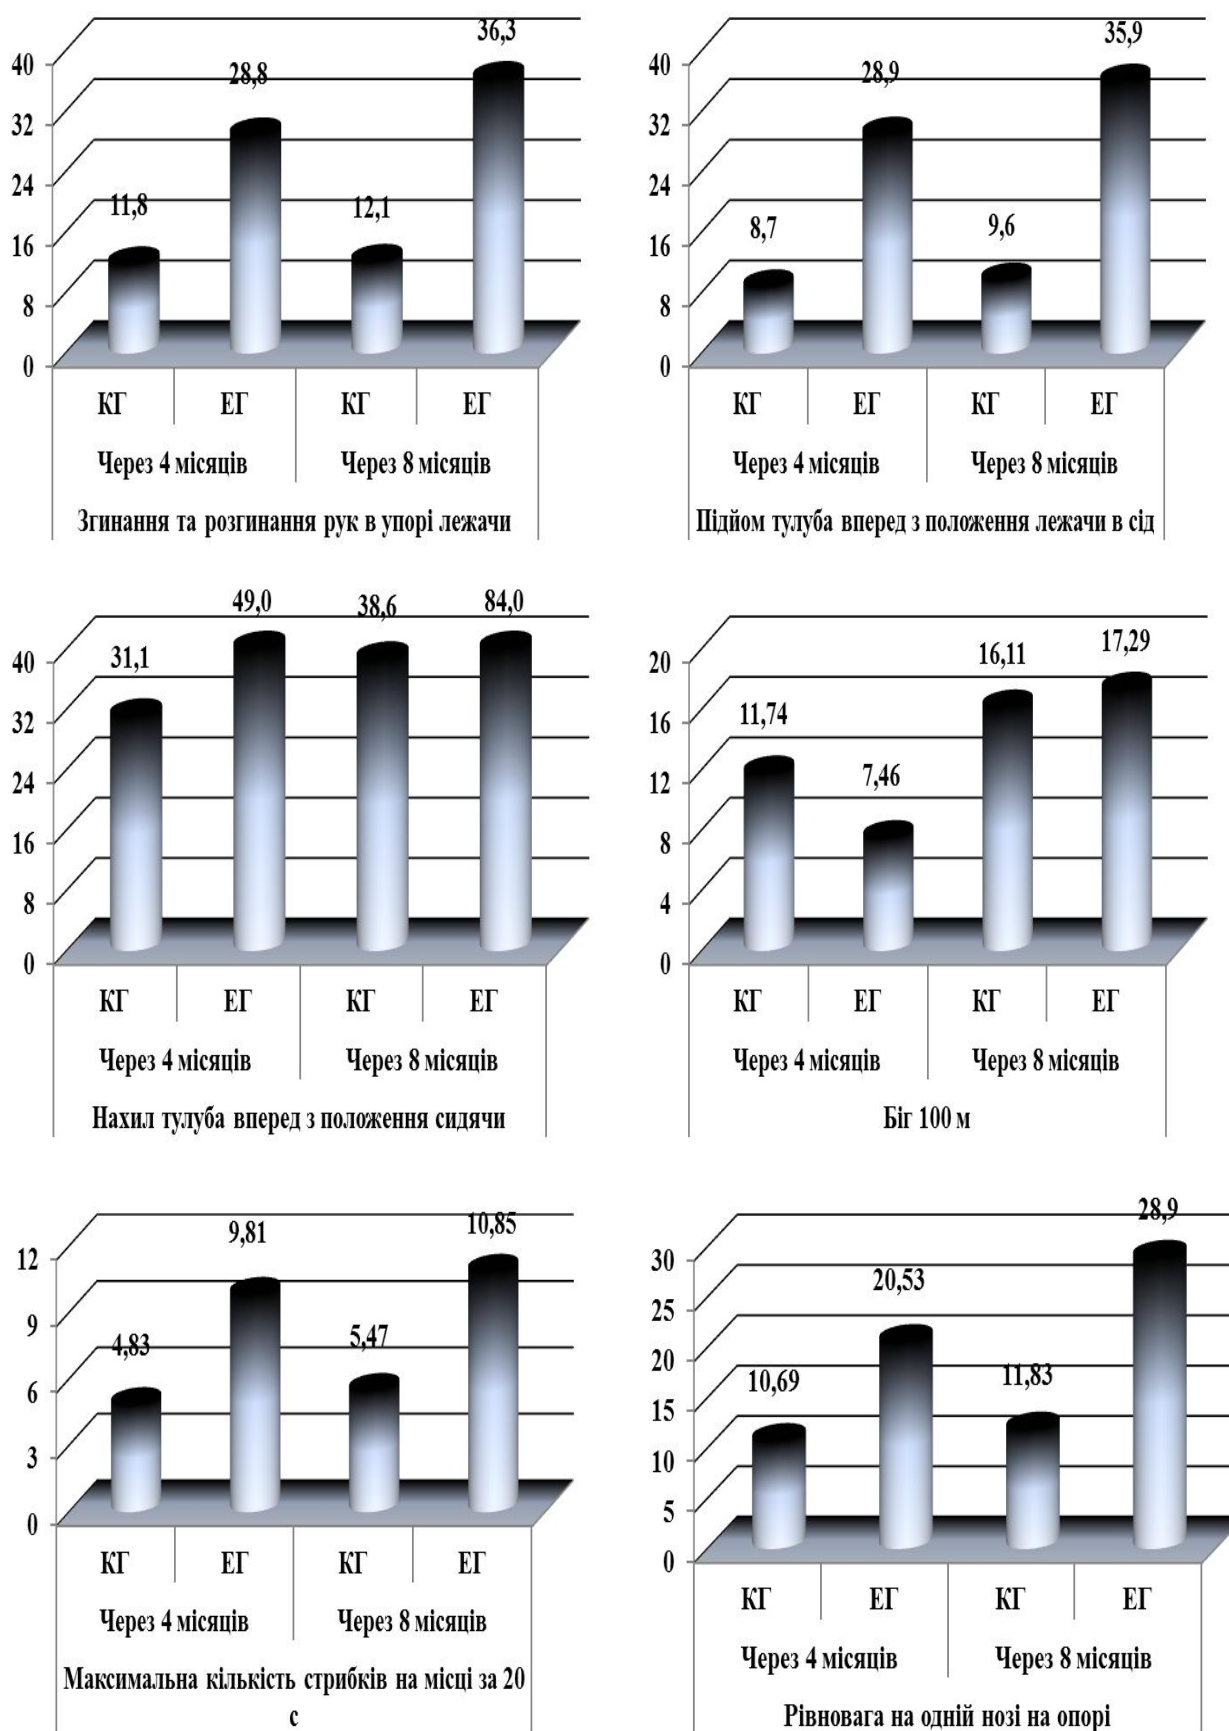 36,3
40
28,8
32
24
11,8
12,1
16
8
0
КГ ЕГ КГ ЕГ
Через 4 місяців Через 8 місяців
Згинання та розгинання рук в упорі лежачи
35,9
40
28,9
32
24
8,7
9,6
16
8
0
КГ ЕГ КГ ЕГ
Через 4 місяців Через 8 місяців
Підйом тулуба вперед з положення лежачи в сід
49,0 38,6 84,0
31,1
40
32
24
16
8
0
КГ ЕГ КГ ЕГ
Через 4 місяців Через 8 місяців
Нахил тулуба вперед з положення сидячи
16,11 17,29
20
11,74
16
7,46
12
8
4
0
КГ ЕГ КГ ЕГ
Через 4 місяців Через 8 місяців
Біг 100 м
9,81 10,85
12
9
4,83 5,47
6
3
0
КГ ЕГ КГ ЕГ
Через 4 місяців Через 8 місяців
Максимальна кількість стрибків на місці за 20
с
28,9
30
20,53
25
20
10,69 11,83
15
10
5
0
КГ ЕГ КГ ЕГ
Через 4 місяців Через 8 місяців
Рівновага на одній нозі на опорі